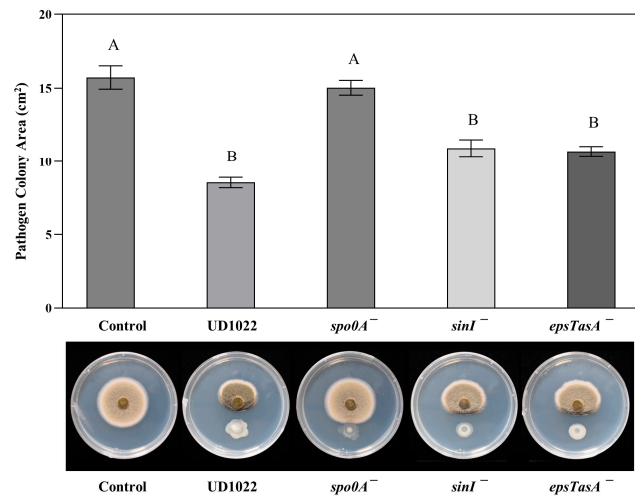 20
A
A
15
B
B
10
B
5
0
Pathogen Colony Area (cm²)
Control UD1022 spo0A⁻ sinI⁻ epsTasA⁻
Control UD1022 spo0A⁻ sinI⁻ epsTasA⁻